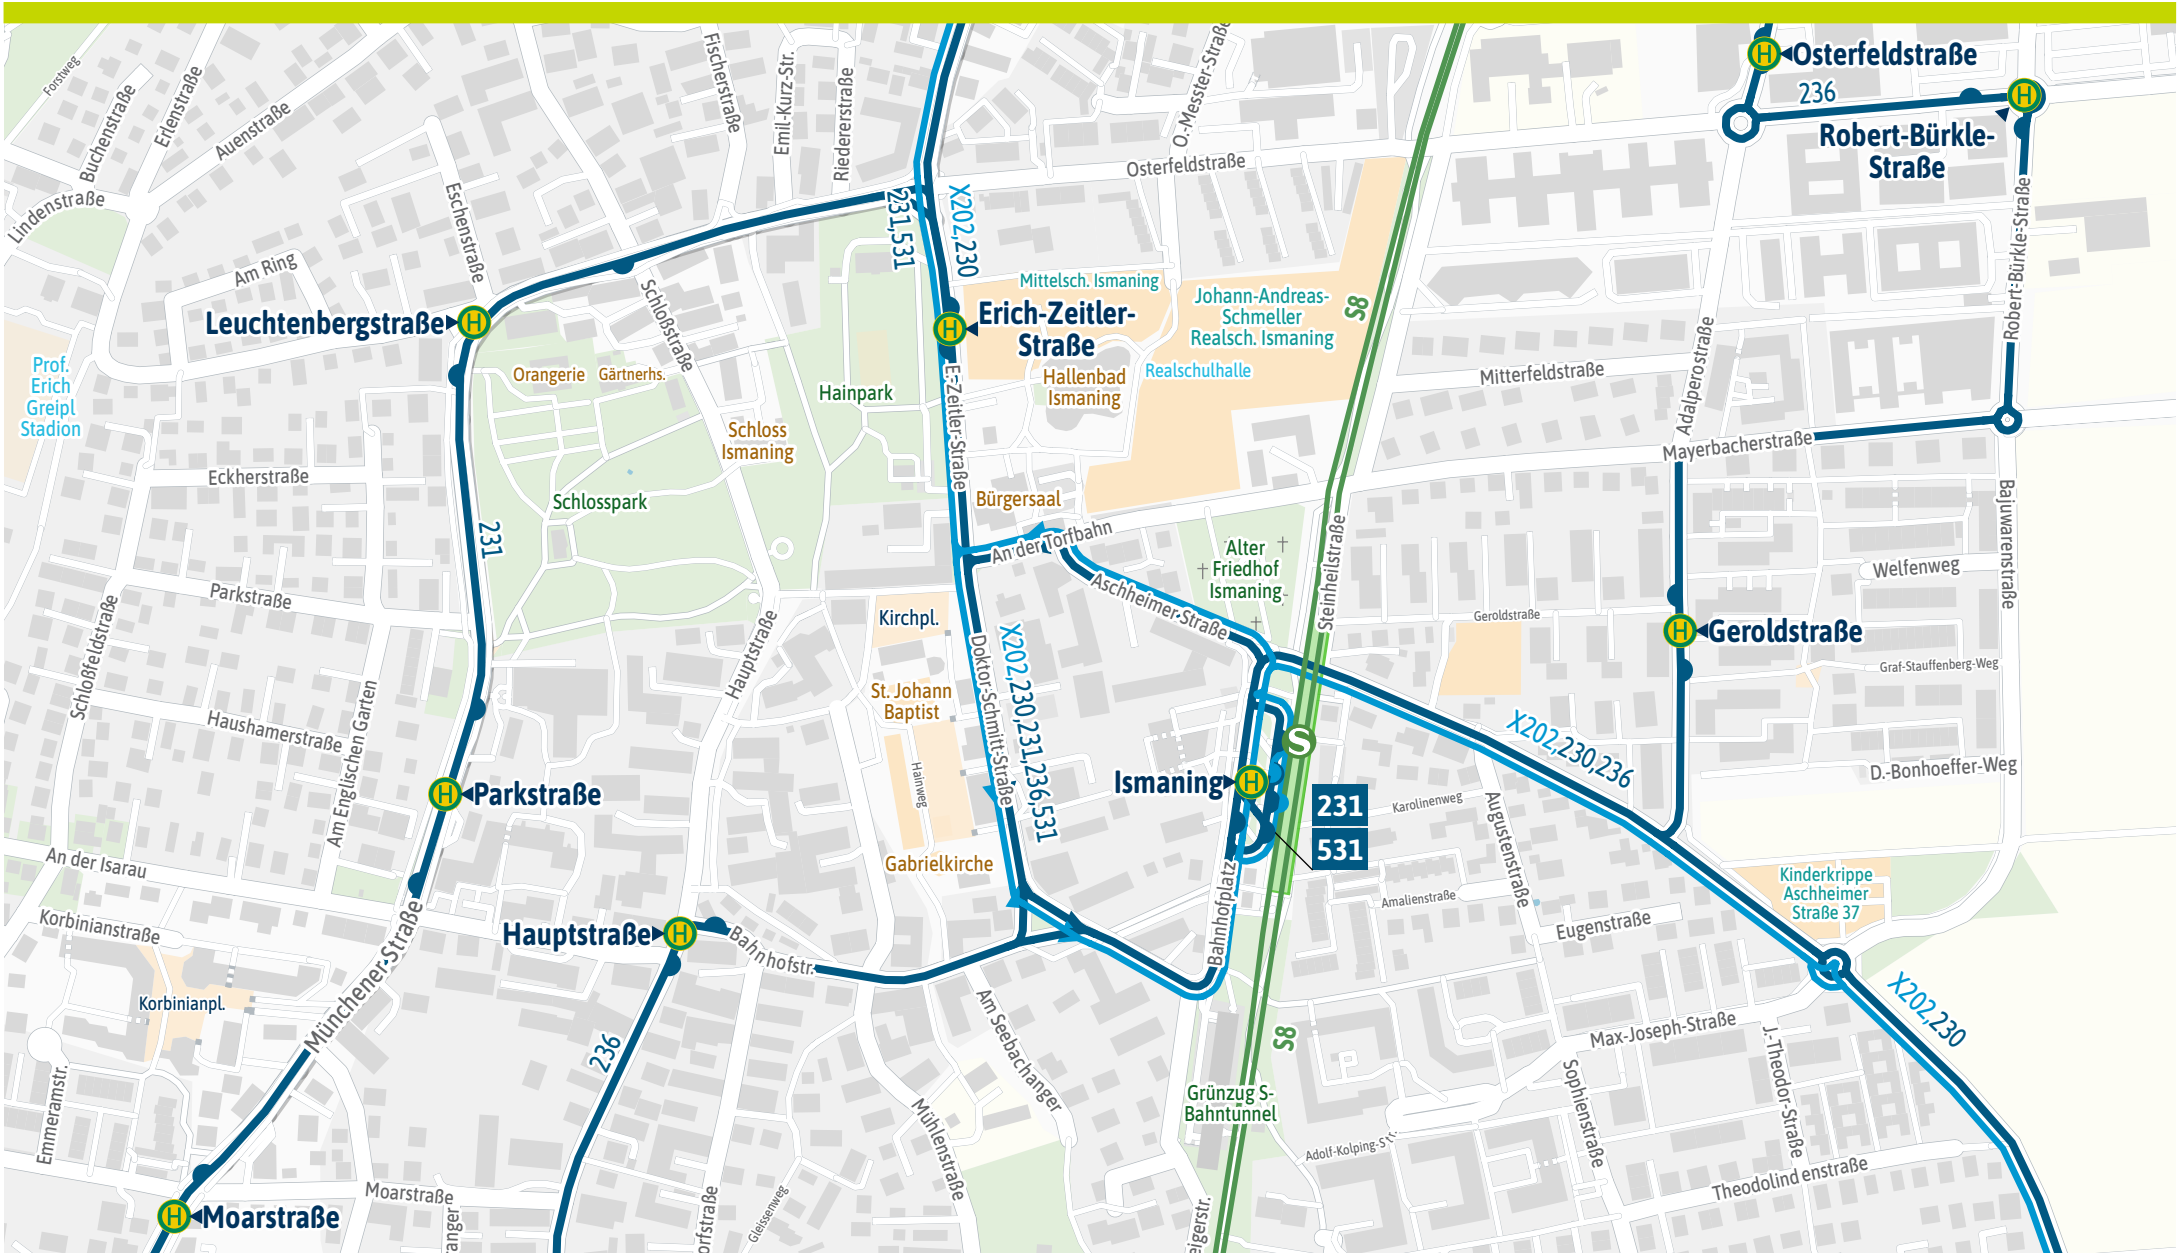 Forstweg
Buchenstraße
Erlenstraße
Auenstraße
Lindenstraße
Fischerstraße
Emil-Kurz-Str.
Riedererstraße
O.-Messter-Straße
Osterfeldstraße
Osterfeldstraße
236
Robert-Bürkle-
Straße
Robert-Bürkle-Straße
Eschenstraße
Am Ring
Leuchtenbergstraße
Schloßstraße
231,531
X202,230
Mittelsch. Ismaning
Erich-Zeitler-
Straße
Johann-Andreas-
Schmeller
Realsch. Ismaning
S8
Realschulhalle
Hallenbad
Ismaning
Prof.
Erich
Greipl
Stadion
Orangerie
Gärtnerhs.
Hainpark
Schloss
Ismaning
E.-Zeitler-Straße
Mitterfeldstraße
Adalperostraße
Mayerbacherstraße
Eckherstraße
Schlosspark
Bürgersaal
An der Torfbahn
231
Alter
Friedhof
Ismaning
Steinheilstraße
Bajuwarenstraße
Welfenweg
Parkstraße
Schloßfeldstraße
Kirchpl.
Aschheimer-Straße
Geroldstraße
Geroldstraße
Graf-Stauffenberg-Weg
Hauptstraße
Doktor-Schmitt-Straße
X202,230,231,236,531
St. Johann
Baptist
Haushamerstraße
Am Englischen Garten
Hainweg
X202,230,236
S
D.-Bonhoeffer-Weg
H
Ismaning
231
531
Karolinenweg
Augustenstraße
Parkstraße
Gabrielkirche
An der Isarau
Amalienstraße
Kinderkrippe
Aschheimer
Straße 37
Korbinianstraße
Hauptstraße
Bahnhofstr.
Bahnhofplatz
Eugenstraße
Münchener-Straße
Korbinianpl.
Am Seebachanger
X202,230
236
S8
Max-Joseph-Straße
J.-Theodor-Straße
Sophienstraße
Grünzug S-
Bahntunnel
Emmeramstr.
Mühlenstraße
Adolf-Kolping-Str.
Theodolindenstraße
Moarstraße
Moarstraße
Gleissenweg
anger
orfstraße
eigerstr.